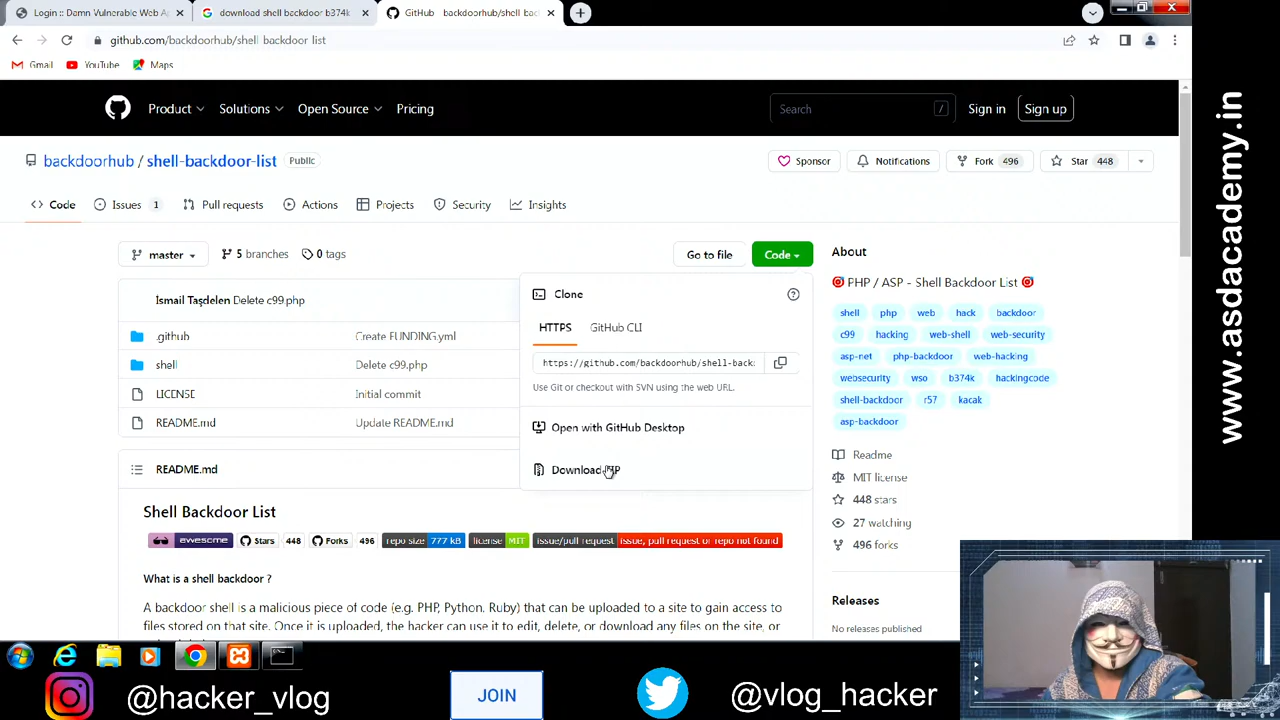 Login :: Damn Vulnerable Web Ap
download shell backdoor b374k
GitHub - backdoorhub/shell-bac
github.com/backdoorhub/shell-backdoor-list
Gmail
YouTube
Maps
Product
Solutions
Open Source
Pricing
Search
/
Sign in
Sign up
backdoorhub / shell-backdoor-list
Public
Sponsor
Notifications
Fork 496
Star 448
Code
Issues 1
Pull requests
Actions
Projects
Security
Insights
master
5 branches
0 tags
Go to file
Code
Ismail Taşdelen Delete c99.php
.github
Create FUNDING.yml
shell
Delete c99.php
LICENSE
Initial commit
README.md
Update README.md
Clone
HTTPS
GitHub CLI
https://github.com/backdoorhub/shell-back
Use Git or checkout with SVN using the web URL.
Open with GitHub Desktop
Download ZIP
About
PHP / ASP - Shell Backdoor List
shell
php
web
hack
backdoor
c99
hacking
web-shell
web-security
asp-net
php-backdoor
web-hacking
websecurity
wso
b374k
hackingcode
shell-backdoor
r57
kacak
asp-backdoor
Readme
MIT license
448 stars
27 watching
496 forks
Releases
No releases published
README.md
Shell Backdoor List
awesome
Stars 448
Forks 496
repo size 777 kB
license MIT
issue/pull request issue, pull request or repo not found
What is a shell backdoor ?
A backdoor shell is a malicious piece of code (e.g. PHP, Python, Ruby) that can be uploaded to a site to gain access to
files stored on that site. Once it is uploaded, the hacker can use it to edit, delete, or download any files on the site, or
www.asdacademy.in
@hacker_vlog
JOIN
@vlog_hacker